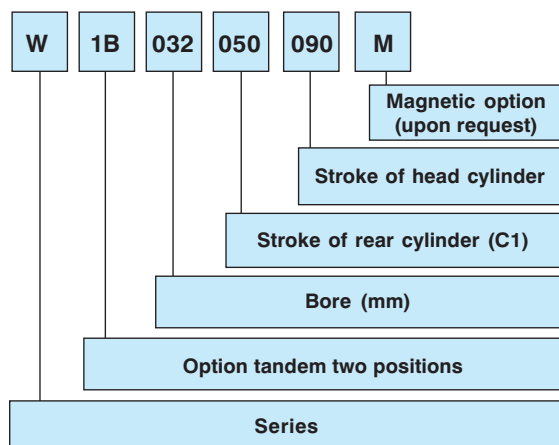 W 1B 032 050 090 M
Magnetic option
(upon request)
Stroke of head cylinder
Stroke of rear cylinder (C1)
Bore (mm)
Option tandem two positions
Series